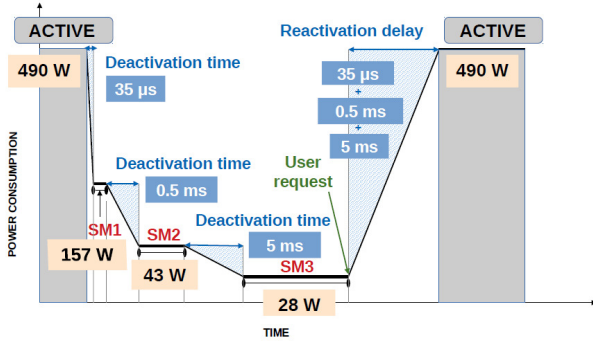 ACTIVE
Reactivation delay
ACTIVE
490 W
Deactivation time
35 µs
35 µs
+
0.5 ms
+
5 ms
490 W
POWER CONSUMPTION
Deactivation time
0.5 ms
User
request
Deactivation time
5 ms
SM1
SM2
SM3
157 W
43 W
28 W
TIME